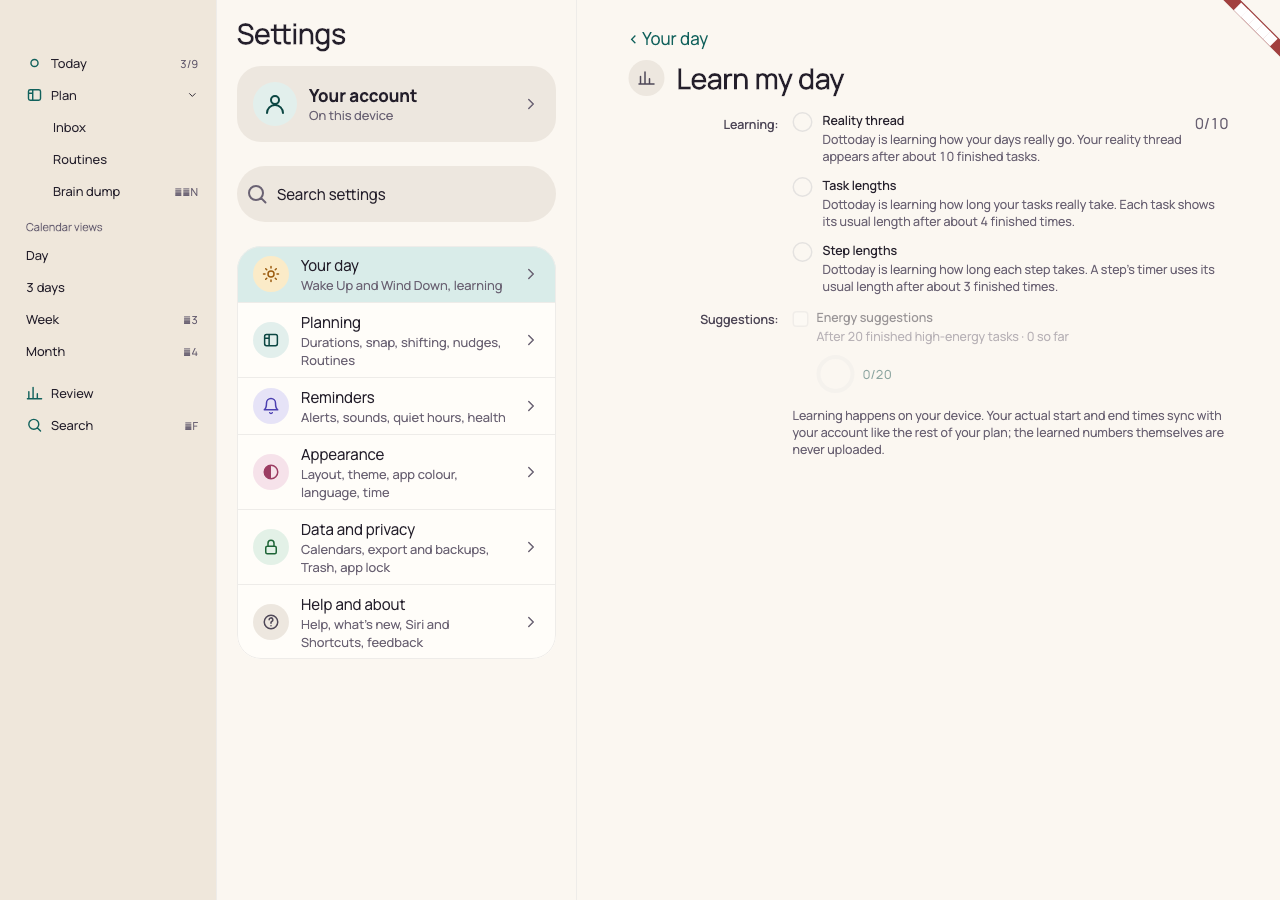 Today 3/9
Plan
Inbox
Routines
Brain dump N
Calendar views
Day
3 days
Week 3
Month 4
Review
Search F
Settings
Your account
On this device
Search settings
Your day
Wake Up and Wind Down, learning
Planning
Durations, snap, shifting, nudges,
Routines
Reminders
Alerts, sounds, quiet hours, health
Appearance
Layout, theme, app colour,
language, time
Data and privacy
Calendars, export and backups,
Trash, app lock
Help and about
Help, what's new, Siri and
Shortcuts, feedback
‹ Your day
Learn my day
Learning:
Reality thread 0/10
Dottoday is learning how your days really go. Your reality thread
appears after about 10 finished tasks.
Task lengths
Dottoday is learning how long your tasks really take. Each task shows
its usual length after about 4 finished times.
Step lengths
Dottoday is learning how long each step takes. A step's timer uses its
usual length after about 3 finished times.
Suggestions:
Energy suggestions
After 20 finished high-energy tasks · 0 so far
0/20
Learning happens on your device. Your actual start and end times sync with
your account like the rest of your plan; the learned numbers themselves are
never uploaded.